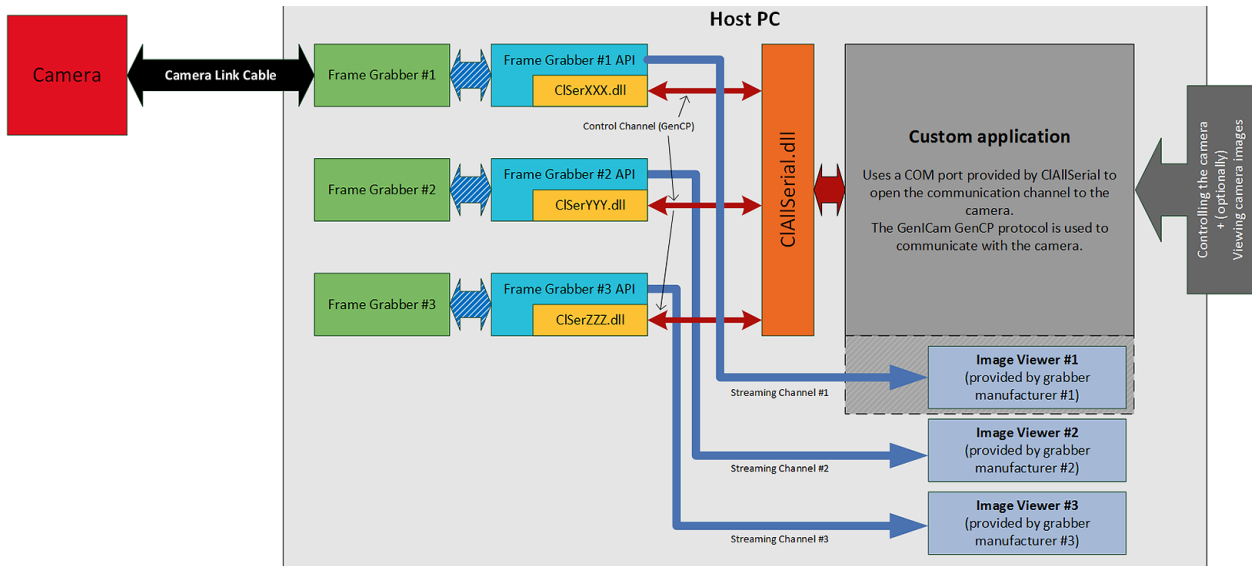 Host PC
Camera
Camera Link Cable
Frame Grabber #1
Frame Grabber #1 API
ClSerXXX.dll
Control Channel (GenCP)
Frame Grabber #2
Frame Grabber #2 API
ClSerYYY.dll
Frame Grabber #3
Frame Grabber #3 API
ClSerZZZ.dll
ClAllSerial.dll
Custom application
Uses a COM port provided by ClAllSerial to
open the communication channel to the
camera.
The GenICam GenCP protocol is used to
communicate with the camera.
Controlling the camera
+ (optionally)
Viewing camera images
Streaming Channel #1
Image Viewer #1
(provided by grabber
manufacturer #1)
Streaming Channel #2
Image Viewer #2
(provided by grabber
manufacturer #2)
Streaming Channel #3
Image Viewer #3
(provided by grabber
manufacturer #3)